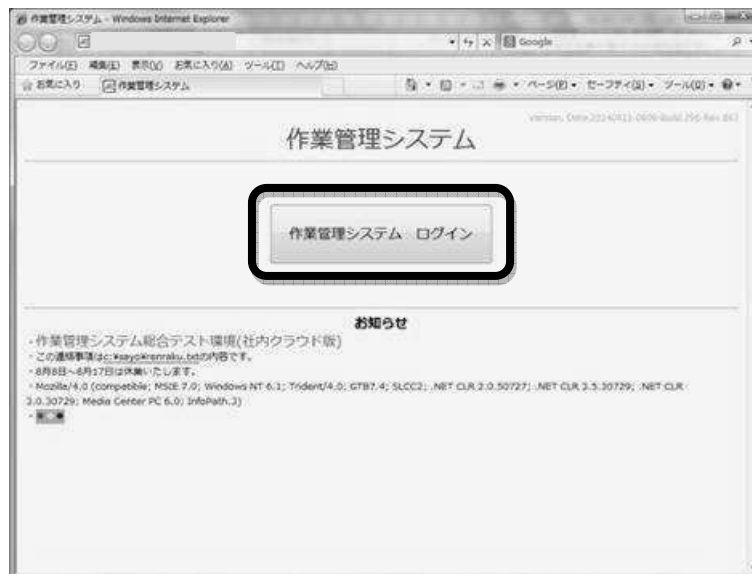 作業管理システム - Windows Internet Explorer
Google
ファイル(F) 編集(E) 表示(V) お気に入り(A) ツール(T) ヘルプ(H)
お気に入り 作業管理システム ページ(P) セーフティ(S) ツール(O)
作業管理システム
作業管理システム ログイン
お知らせ
・作業管理システム総合テスト環境(社内クラウド版)
・この連絡事項はc:¥sayo¥renraku.txtの内容です。
・8月8日～8月17日は休業いたします。
・Mozilla/4.0 (compatible; MSIE 7.0; Windows NT 6.1; Trident/4.0; GTB7.4; SLCC2; .NET CLR 2.0.50727; .NET CLR 3.5.30729; .NET CLR
3.0.30729; Media Center PC 6.0; InfoPath.3)